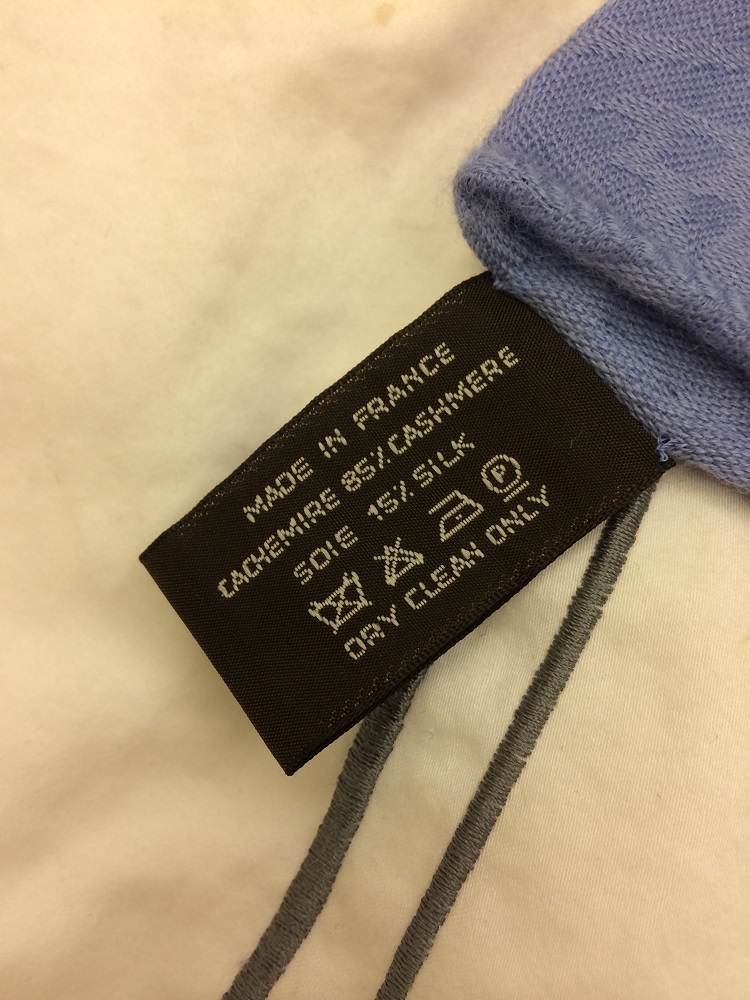 MADE IN FRANCE
CACHEMIRE 85% CASHMERE
SOIE 15% SILK
P
DRY CLEAN ONLY